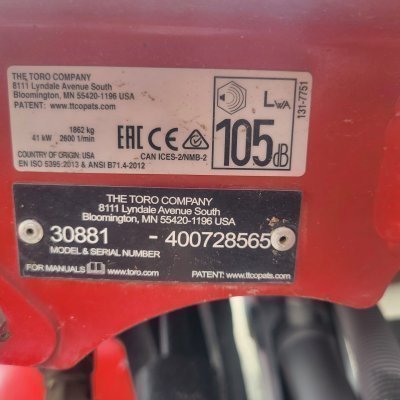 THE TORO COMPANY
8111 Lyndale Avenue South
Bloomington, MN 55420-1196 USA
PATENT: www.ttcopats.com
1862 kg
41 kW 2600 1/min
COUNTRY OF ORIGIN: USA
EN ISO 5395:2013 & ANSI B71.4-2012
EAC CE
CAN ICES-2/NMB-2
LWA
105 dB
131-7751
THE TORO COMPANY
8111 Lyndale Avenue South
Bloomington, MN 55420-1196 USA
30881 - 400728565
MODEL & SERIAL NUMBER
FOR MANUALS www.toro.com
PATENT: www.ttcopats.com